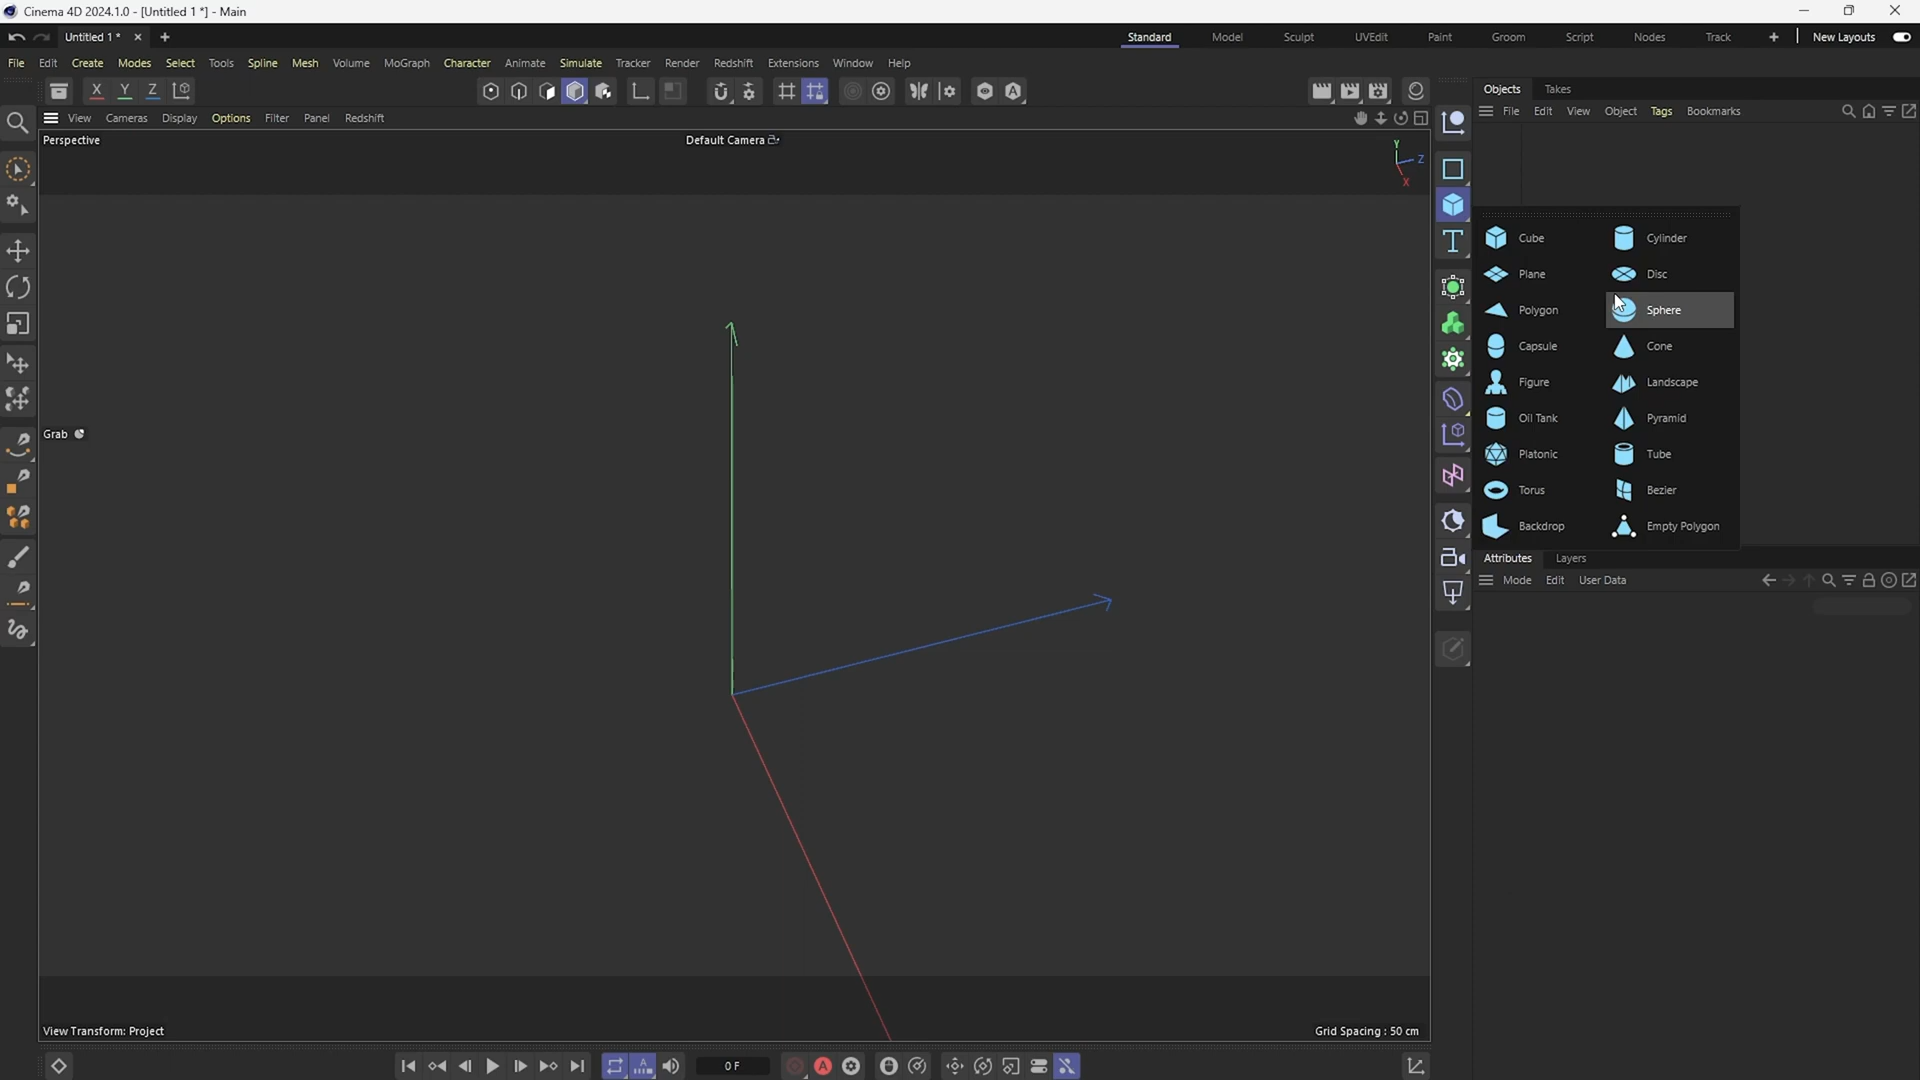 Cinema 4D 2024.1.0 - [Untitled 1 *] - Main
Untitled 1 *
Standard Model Sculpt UVEdit Paint Groom Script Nodes Track New Layouts
File Edit Create Modes Select Tools Spline Mesh Volume MoGraph Character Animate Simulate Tracker Render Redshift Extensions Window Help
X Y Z
Objects Takes
File Edit View Object Tags Bookmarks
View Cameras Display Options Filter Panel Redshift
Perspective
Default Camera
Y
Z
X
Cube Cylinder
Plane Disc
Polygon Sphere
Capsule Cone
Figure Landscape
Oil Tank Pyramid
Platonic Tube
Torus Bezier
Backdrop Empty Polygon
Grab
Attributes Layers
Mode Edit User Data
View Transform: Project
Grid Spacing : 50 cm
0 F